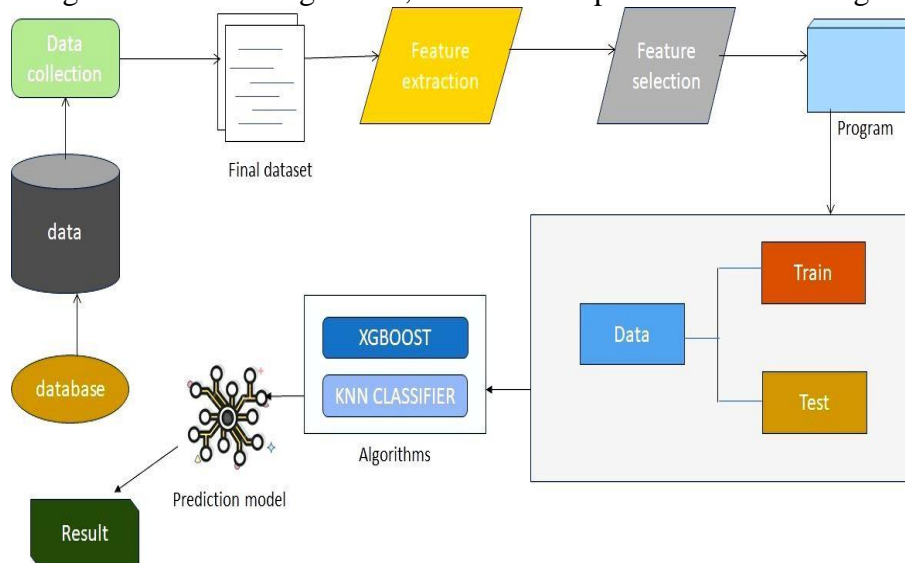 Data
collection
Feature
extraction
Feature
selection
Program
Final dataset
data
Train
Data
XGBOOST
KNN CLASSIFIER
database
Test
Algorithms
Prediction model
Result